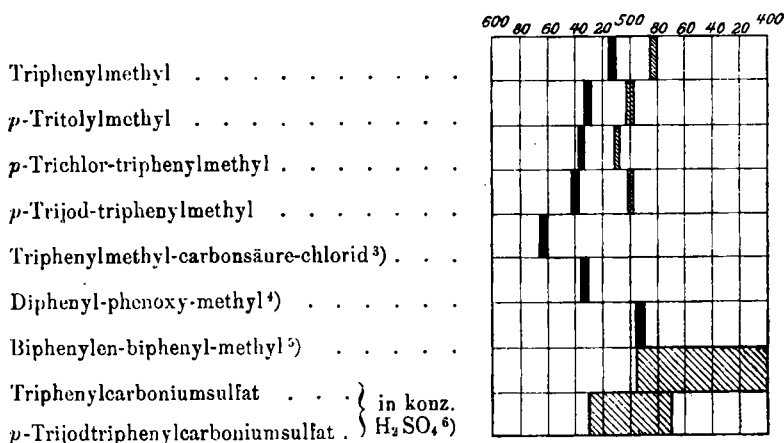 600 80 60 40 20 500 80 60 40 20 400
Triphenylmethyl . . . . . . . . . . .
p-Tritolylmethyl . . . . . . . . . .
p-Trichlor-triphenylmethyl . . . . . . .
p-Trijod-triphenylmethyl . . . . . . .
Triphenylmethyl-carbonsäure-chlorid ³) . . .
Diphenyl-phenoxy-methyl ⁴) . . . . . .
Biphenylen-biphenyl-methyl ⁵) . . . . .
Triphenylcarboniumsulfat . . . } in konz.
p-Trijodtriphenylcarboniumsulfat . } H₂SO₄ ⁶)